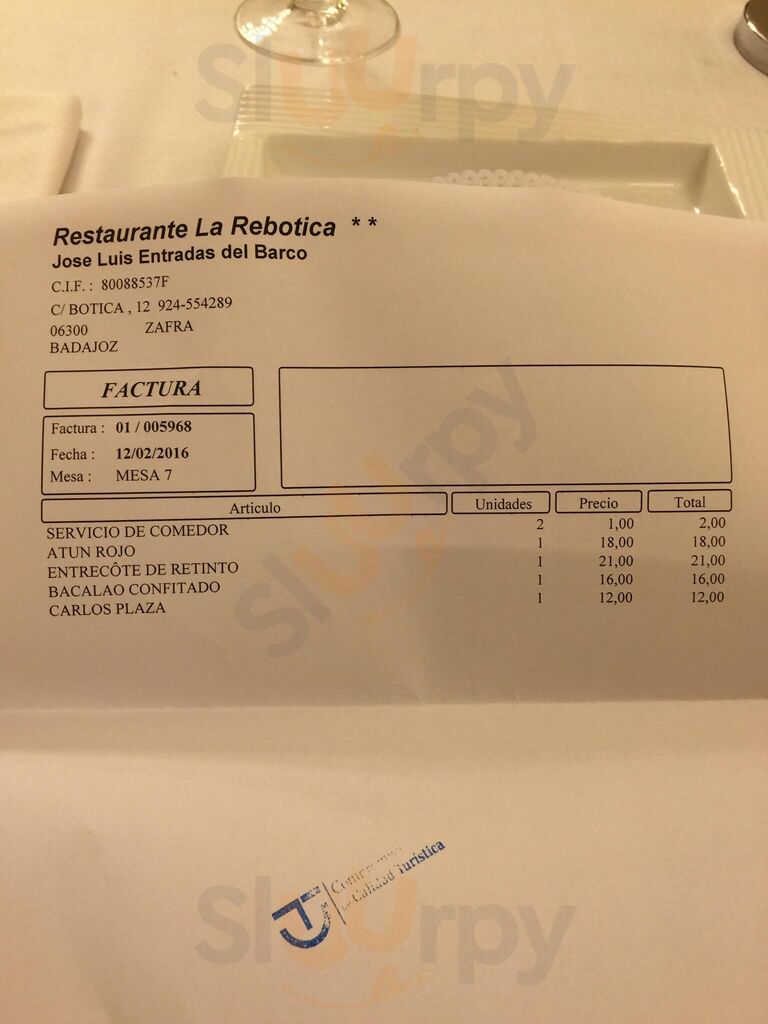 Slurrpy
Restaurante La Rebotica **
Jose Luis Entradas del Barco
C.I.F. : 80088537F
C/ BOTICA , 12 924-554289
06300 ZAFRA
BADAJOZ
FACTURA
Factura : 01 / 005968
Fecha : 12/02/2016
Mesa : MESA 7
Articulo Unidades Precio Total
SERVICIO DE COMEDOR 2 1,00 2,00
ATUN ROJO 1 18,00 18,00
ENTRECÔTE DE RETINTO 1 21,00 21,00
BACALAO CONFITADO 1 16,00 16,00
CARLOS PLAZA 1 12,00 12,00
Slurrpy
Calidad Turística
Slurrpy